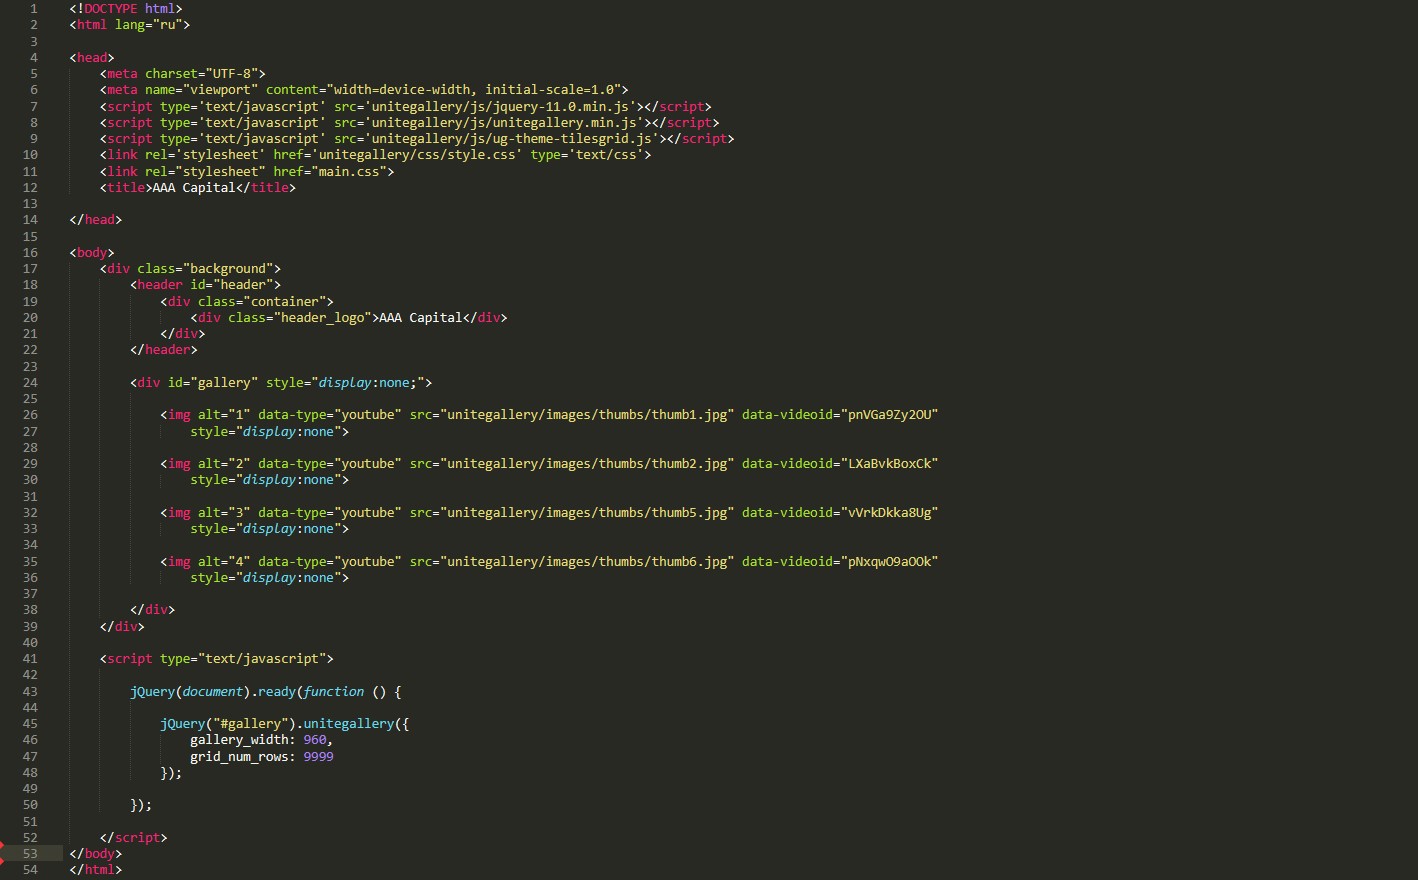 1 <!DOCTYPE html>
2 <html lang="ru">
3
4 <head>
5 <meta charset="UTF-8">
6 <meta name="viewport" content="width=device-width, initial-scale=1.0">
7 <script type='text/javascript' src='unitegallery/js/jquery-11.0.min.js'></script>
8 <script type='text/javascript' src='unitegallery/js/unitegallery.min.js'></script>
9 <script type='text/javascript' src='unitegallery/js/ug-theme-tilesgrid.js'></script>
10 <link rel='stylesheet' href='unitegallery/css/style.css' type='text/css'>
11 <link rel="stylesheet" href="main.css">
12 <title>AAA Capital</title>
13
14 </head>
15
16 <body>
17 <div class="background">
18 <header id="header">
19 <div class="container">
20 <div class="header_logo">AAA Capital</div>
21 </div>
22 </header>
23
24 <div id="gallery" style="display:none;">
25
26 <img alt="1" data-type="youtube" src="unitegallery/images/thumbs/thumb1.jpg" data-videoid="pnVGa9Zy2OU"
27 style="display:none">
28
29 <img alt="2" data-type="youtube" src="unitegallery/images/thumbs/thumb2.jpg" data-videoid="LXaBvkBoxCk"
30 style="display:none">
31
32 <img alt="3" data-type="youtube" src="unitegallery/images/thumbs/thumb5.jpg" data-videoid="vVrkDkka8Ug"
33 style="display:none">
34
35 <img alt="4" data-type="youtube" src="unitegallery/images/thumbs/thumb6.jpg" data-videoid="pNxqwO9aOOk"
36 style="display:none">
37
38 </div>
39 </div>
40
41 <script type="text/javascript">
42
43 jQuery(document).ready(function () {
44
45 jQuery("#gallery").unitegallery({
46 gallery_width: 960,
47 grid_num_rows: 9999
48 });
49
50 });
51
52 </script>
53 </body>
54 </html>